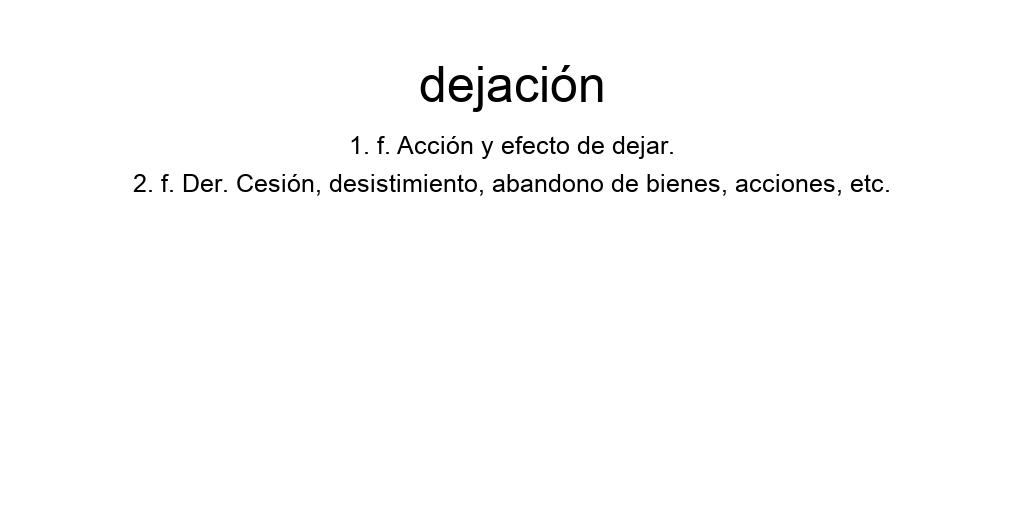 dejación
1. f. Acción y efecto de dejar.
2. f. Der. Cesión, desistimiento, abandono de bienes, acciones, etc.